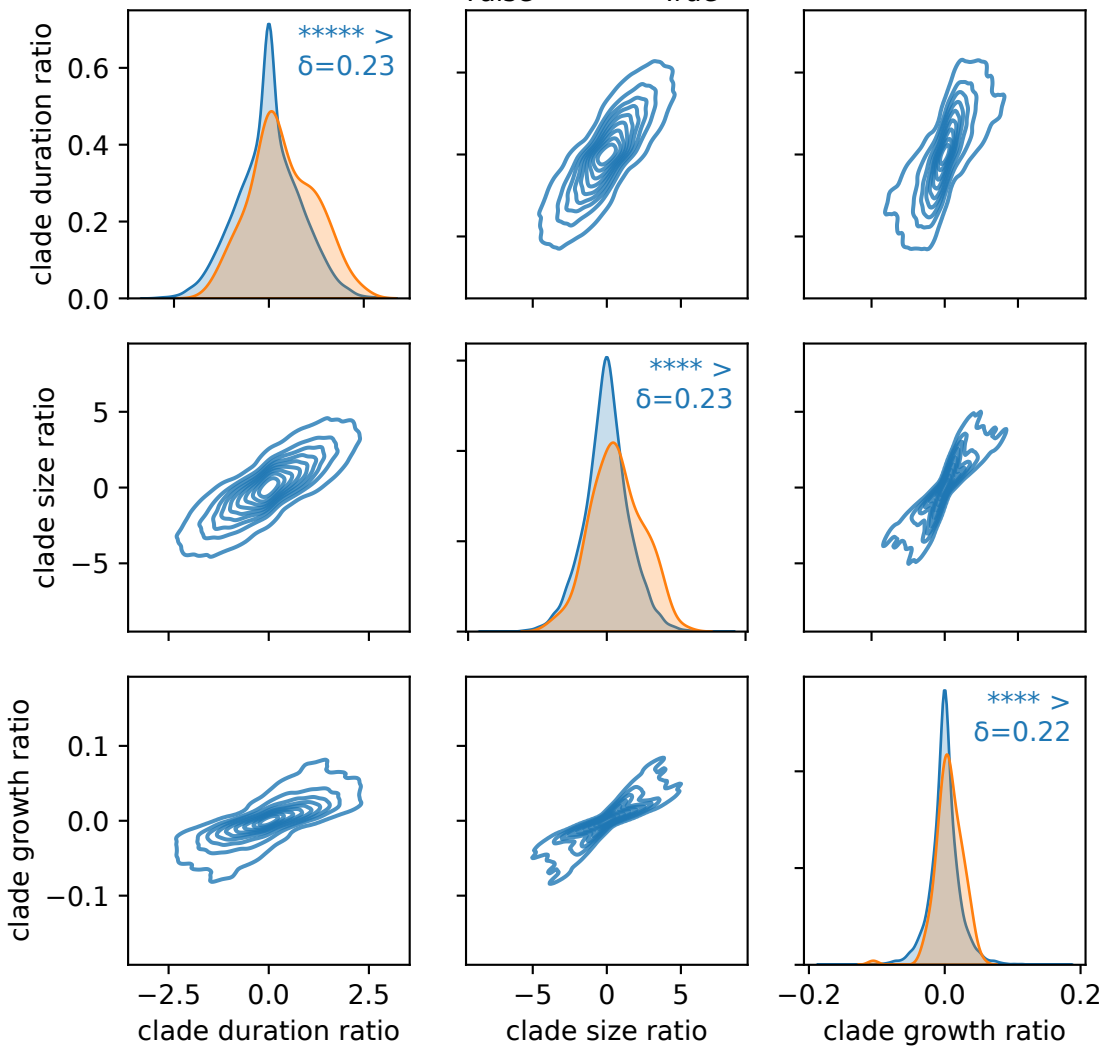 clade duration ratio
0.6
0.4
0.2
0.0
***** >
δ=0.23
clade size ratio
5
0
−5
**** >
δ=0.23
clade growth ratio
0.1
0.0
−0.1
**** >
δ=0.22
−2.5 0.0 2.5
clade duration ratio
0 5
clade size ratio
−0.2 0.0 0.2
clade growth ratio